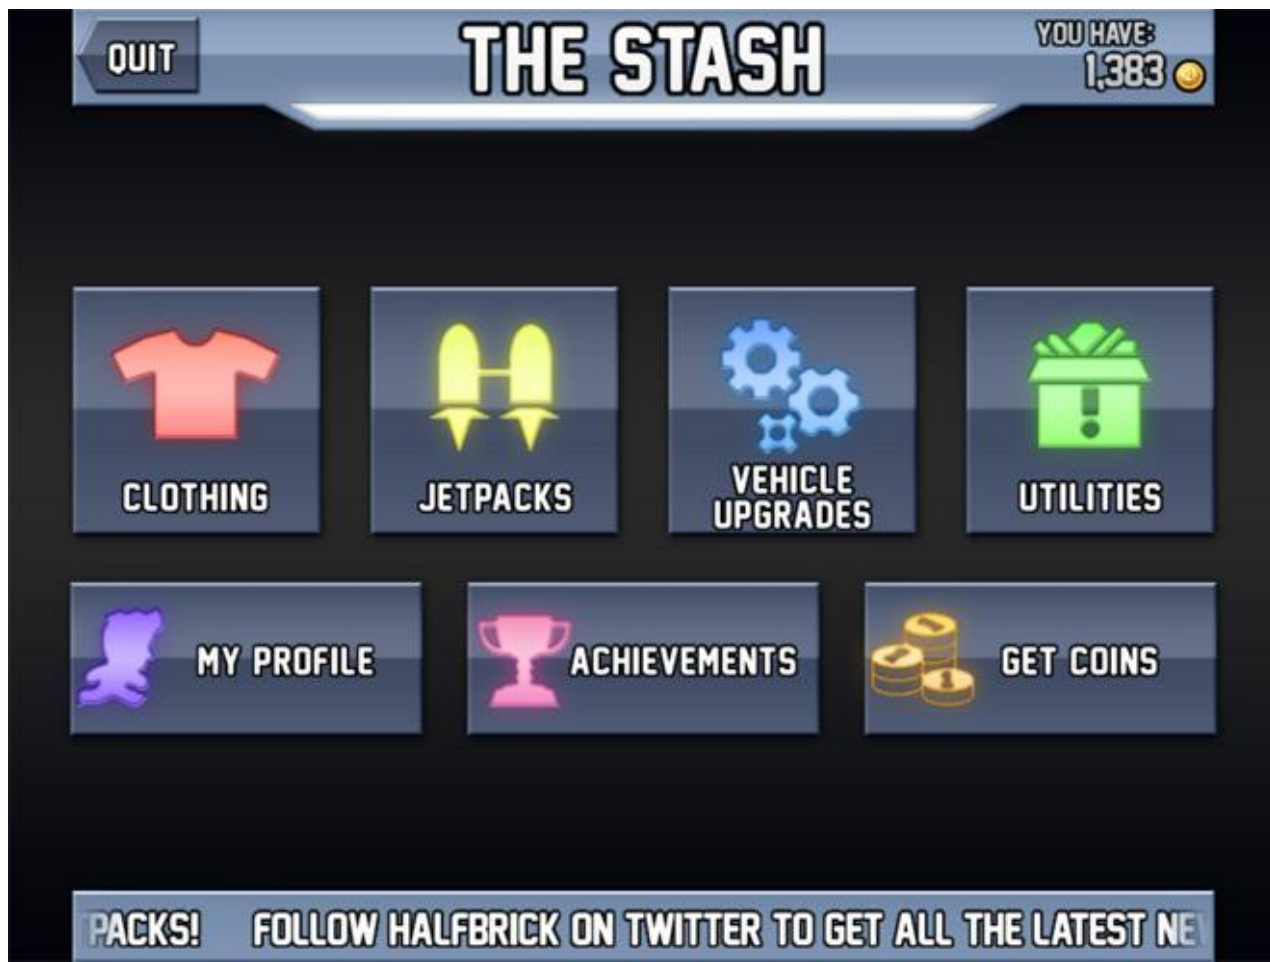 QUIT
THE STASH
YOU HAVE:
1,383
CLOTHING
JETPACKS
VEHICLE
UPGRADES
UTILITIES
MY PROFILE
ACHIEVEMENTS
GET COINS
PACKS! FOLLOW HALFBRICK ON TWITTER TO GET ALL THE LATEST